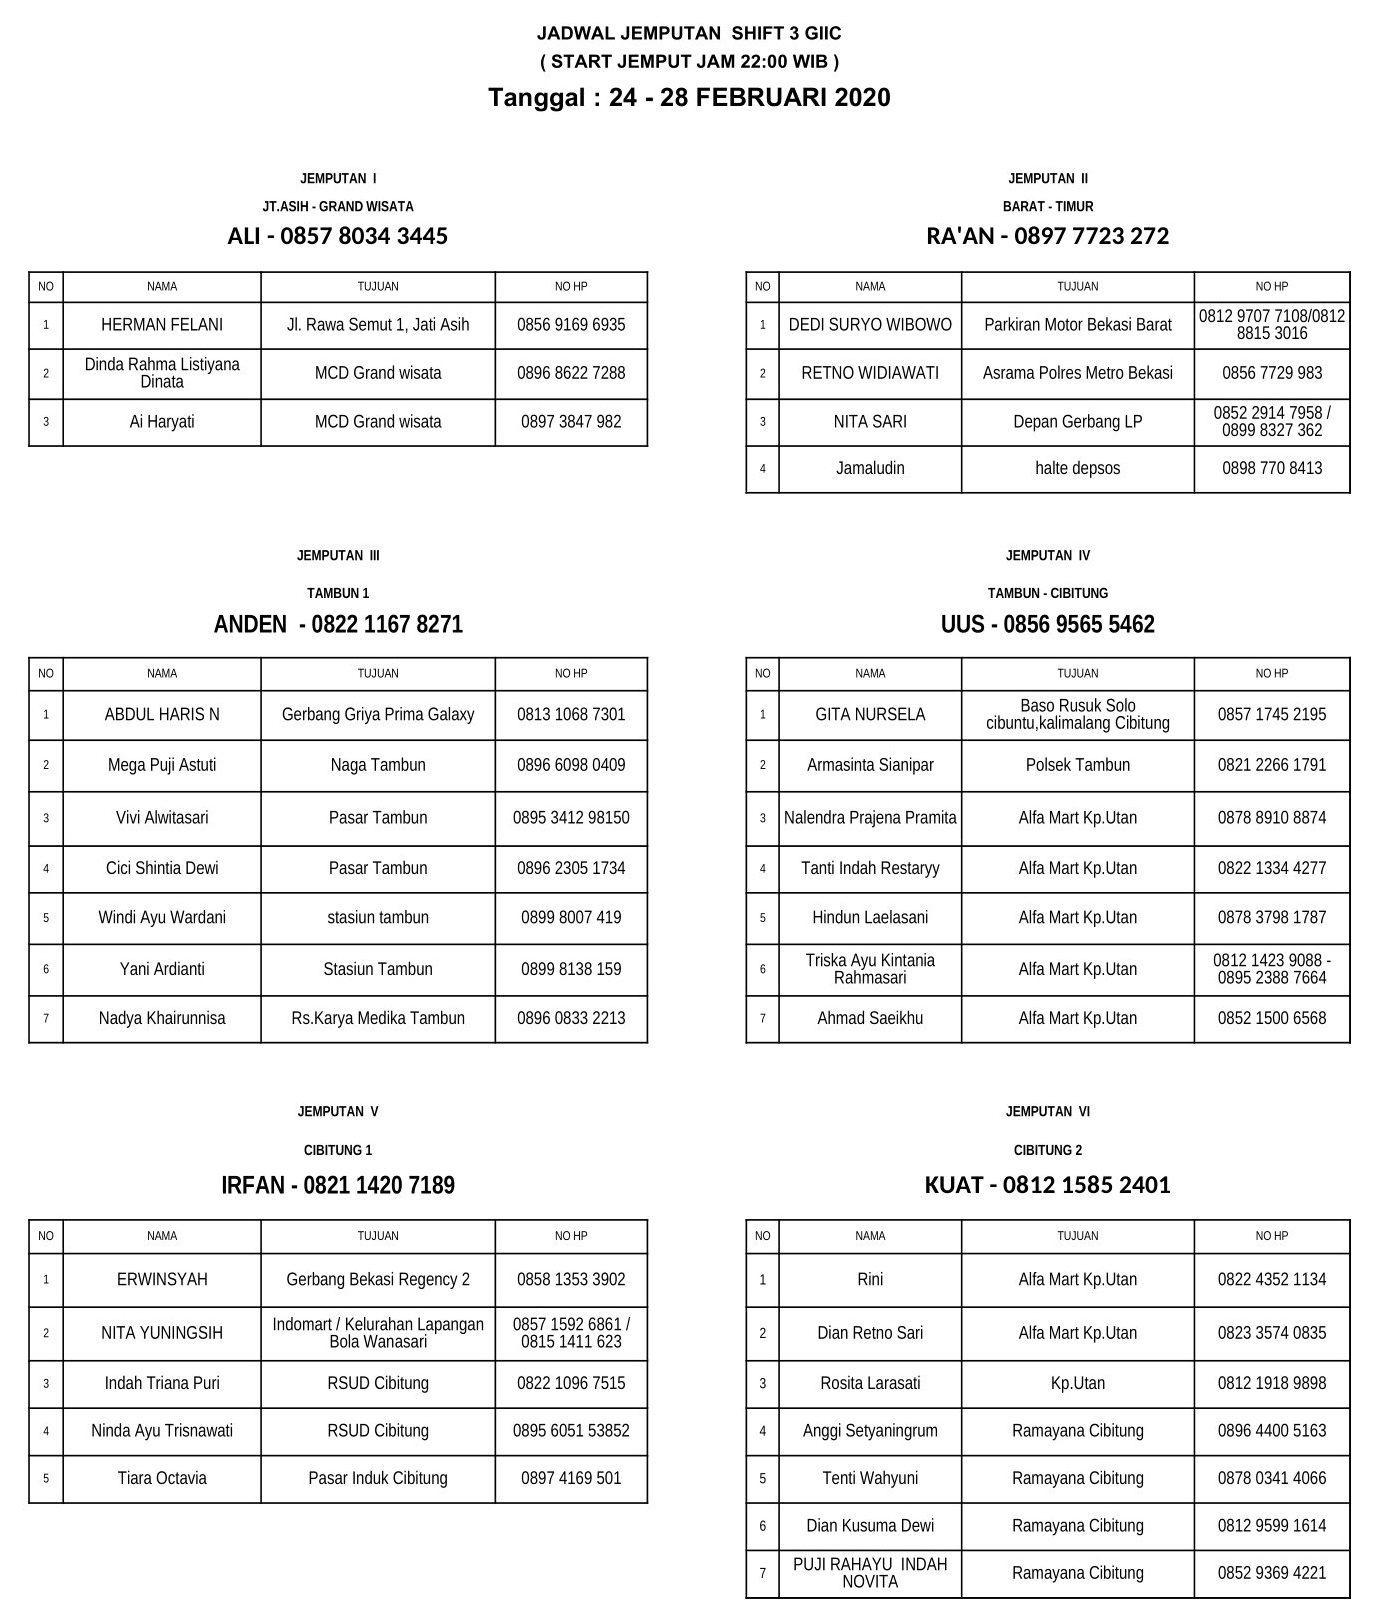 JADWAL JEMPUTAN  SHIFT 3 GIIC
( START JEMPUT JAM 22:00 WIB )
Tanggal : 24 - 28 FEBRUARI 2020
JEMPUTAN  I
JT.ASIH - GRAND WISATA
ALI - 0857 8034 3445
NO NAMA TUJUAN NO HP
1 HERMAN FELANI Jl. Rawa Semut 1, Jati Asih 0856 9169 6935
2 Dinda Rahma Listiyana
Dinata MCD Grand wisata 0896 8622 7288
3 Ai Haryati MCD Grand wisata 0897 3847 982
JEMPUTAN  II
BARAT - TIMUR
RA'AN - 0897 7723 272
NO NAMA TUJUAN NO HP
1 DEDI SURYO WIBOWO Parkiran Motor Bekasi Barat 0812 9707 7108/0812
8815 3016
2 RETNO WIDIAWATI Asrama Polres Metro Bekasi 0856 7729 983
3 NITA SARI Depan Gerbang LP 0852 2914 7958 /
0899 8327 362
4 Jamaludin halte depsos 0898 770 8413
JEMPUTAN  III
TAMBUN 1
ANDEN  - 0822 1167 8271
NO NAMA TUJUAN NO HP
1 ABDUL HARIS N Gerbang Griya Prima Galaxy 0813 1068 7301
2 Mega Puji Astuti Naga Tambun 0896 6098 0409
3 Vivi Alwitasari Pasar Tambun 0895 3412 98150
4 Cici Shintia Dewi Pasar Tambun 0896 2305 1734
5 Windi Ayu Wardani stasiun tambun 0899 8007 419
6 Yani Ardianti Stasiun Tambun 0899 8138 159
7 Nadya Khairunnisa Rs.Karya Medika Tambun 0896 0833 2213
JEMPUTAN  IV
TAMBUN - CIBITUNG
UUS - 0856 9565 5462
NO NAMA TUJUAN NO HP
1 GITA NURSELA Baso Rusuk Solo
cibuntu,kalimalang Cibitung 0857 1745 2195
2 Armasinta Sianipar Polsek Tambun 0821 2266 1791
3 Nalendra Prajena Pramita Alfa Mart Kp.Utan 0878 8910 8874
4 Tanti Indah Restaryy Alfa Mart Kp.Utan 0822 1334 4277
5 Hindun Laelasani Alfa Mart Kp.Utan 0878 3798 1787
6 Triska Ayu Kintania
Rahmasari Alfa Mart Kp.Utan 0812 1423 9088 -
0895 2388 7664
7 Ahmad Saeikhu Alfa Mart Kp.Utan 0852 1500 6568
JEMPUTAN  V
CIBITUNG 1
IRFAN - 0821 1420 7189
NO NAMA TUJUAN NO HP
1 ERWINSYAH Gerbang Bekasi Regency 2 0858 1353 3902
2 NITA YUNINGSIH Indomart / Kelurahan Lapangan
Bola Wanasari 0857 1592 6861 /
0815 1411 623
3 Indah Triana Puri RSUD Cibitung 0822 1096 7515
4 Ninda Ayu Trisnawati RSUD Cibitung 0895 6051 53852
5 Tiara Octavia Pasar Induk Cibitung 0897 4169 501
JEMPUTAN  VI
CIBITUNG 2
KUAT - 0812 1585 2401
NO NAMA TUJUAN NO HP
1 Rini Alfa Mart Kp.Utan 0822 4352 1134
2 Dian Retno Sari Alfa Mart Kp.Utan 0823 3574 0835
3 Rosita Larasati Kp.Utan 0812 1918 9898
4 Anggi Setyaningrum Ramayana Cibitung 0896 4400 5163
5 Tenti Wahyuni Ramayana Cibitung 0878 0341 4066
6 Dian Kusuma Dewi Ramayana Cibitung 0812 9599 1614
7 PUJI RAHAYU  INDAH
NOVITA Ramayana Cibitung 0852 9369 4221